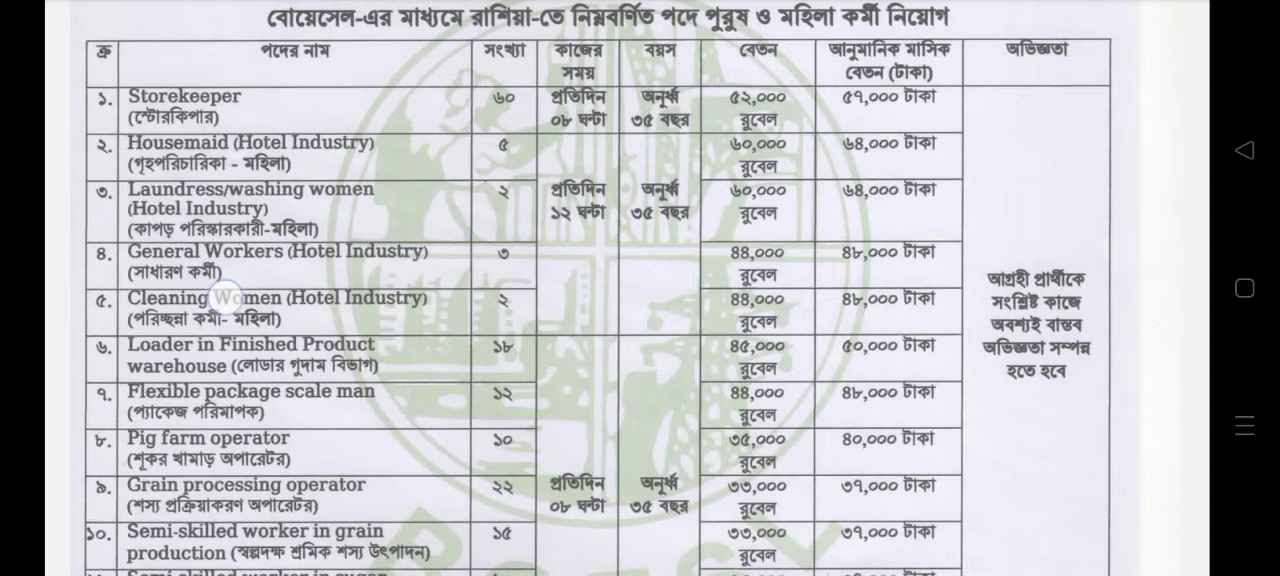 বোয়েসেল-এর মাধ্যমে রাশিয়া-তে নিম্নবর্ণিত পদে পুরুষ ও মহিলা কর্মী নিয়োগ
ক্র পদের নাম সংখ্যা কাজের সময় বয়স বেতন আনুমানিক মাসিক বেতন (টাকা) অভিজ্ঞতা
১. Storekeeper ৬০ প্রতিদিন অনূর্ধ্ব ৫২,০০০ ৫৭,০০০ টাকা
(স্টোরকিপার) ০৮ ঘন্টা ৩৫ বছর রুবেল
২. Housemaid (Hotel Industry) ৫ ৬০,০০০ ৬৪,০০০ টাকা
(গৃহপরিচারিকা - মহিলা) রুবেল
৩. Laundress/washing women ২ প্রতিদিন অনূর্ধ্ব ৬০,০০০ ৬৪,০০০ টাকা
(Hotel Industry) ১২ ঘন্টা ৩৫ বছর রুবেল
(কাপড় পরিস্কারকারী-মহিলা)
৪. General Workers (Hotel Industry) ৩ ৪৪,০০০ ৪৮,০০০ টাকা
(সাধারণ কর্মী) রুবেল
৫. Cleaning Women (Hotel Industry) ২ ৪৪,০০০ ৪৮,০০০ টাকা
(পরিচ্ছন্না কর্মী- মহিলা) রুবেল
৬. Loader in Finished Product ১৮ ৪৫,০০০ ৫০,০০০ টাকা
warehouse (লোডার গুদাম বিভাগ) রুবেল
৭. Flexible package scale man ১২ ৪৪,০০০ ৪৮,০০০ টাকা
(প্যাকেজ পরিমাপক) রুবেল
৮. Pig farm operator ১০ ৩৫,০০০ ৪০,০০০ টাকা
(শূকর খামাড় অপারেটর) রুবেল
৯. Grain processing operator ২২ প্রতিদিন অনূর্ধ্ব ৩৩,০০০ ৩৭,০০০ টাকা
(শস্য প্রক্রিয়াকরণ অপারেটর) ০৮ ঘন্টা ৩৫ বছর রুবেল
১০. Semi-skilled worker in grain ১৫ ৩৩,০০০ ৩৭,০০০ টাকা
production (স্বল্পদক্ষ শ্রমিক শস্য উৎপাদন) রুবেল
আগ্রহী প্রার্থীকে
সংশ্লিষ্ট কাজে
অবশ্যই বাস্তব
অভিজ্ঞতা সম্পন্ন
হতে হবে